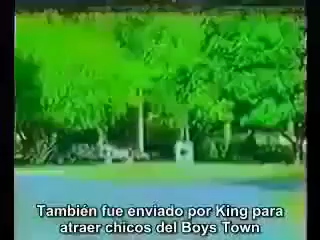 También fue enviado por King para
atraer chicos del Boys Town